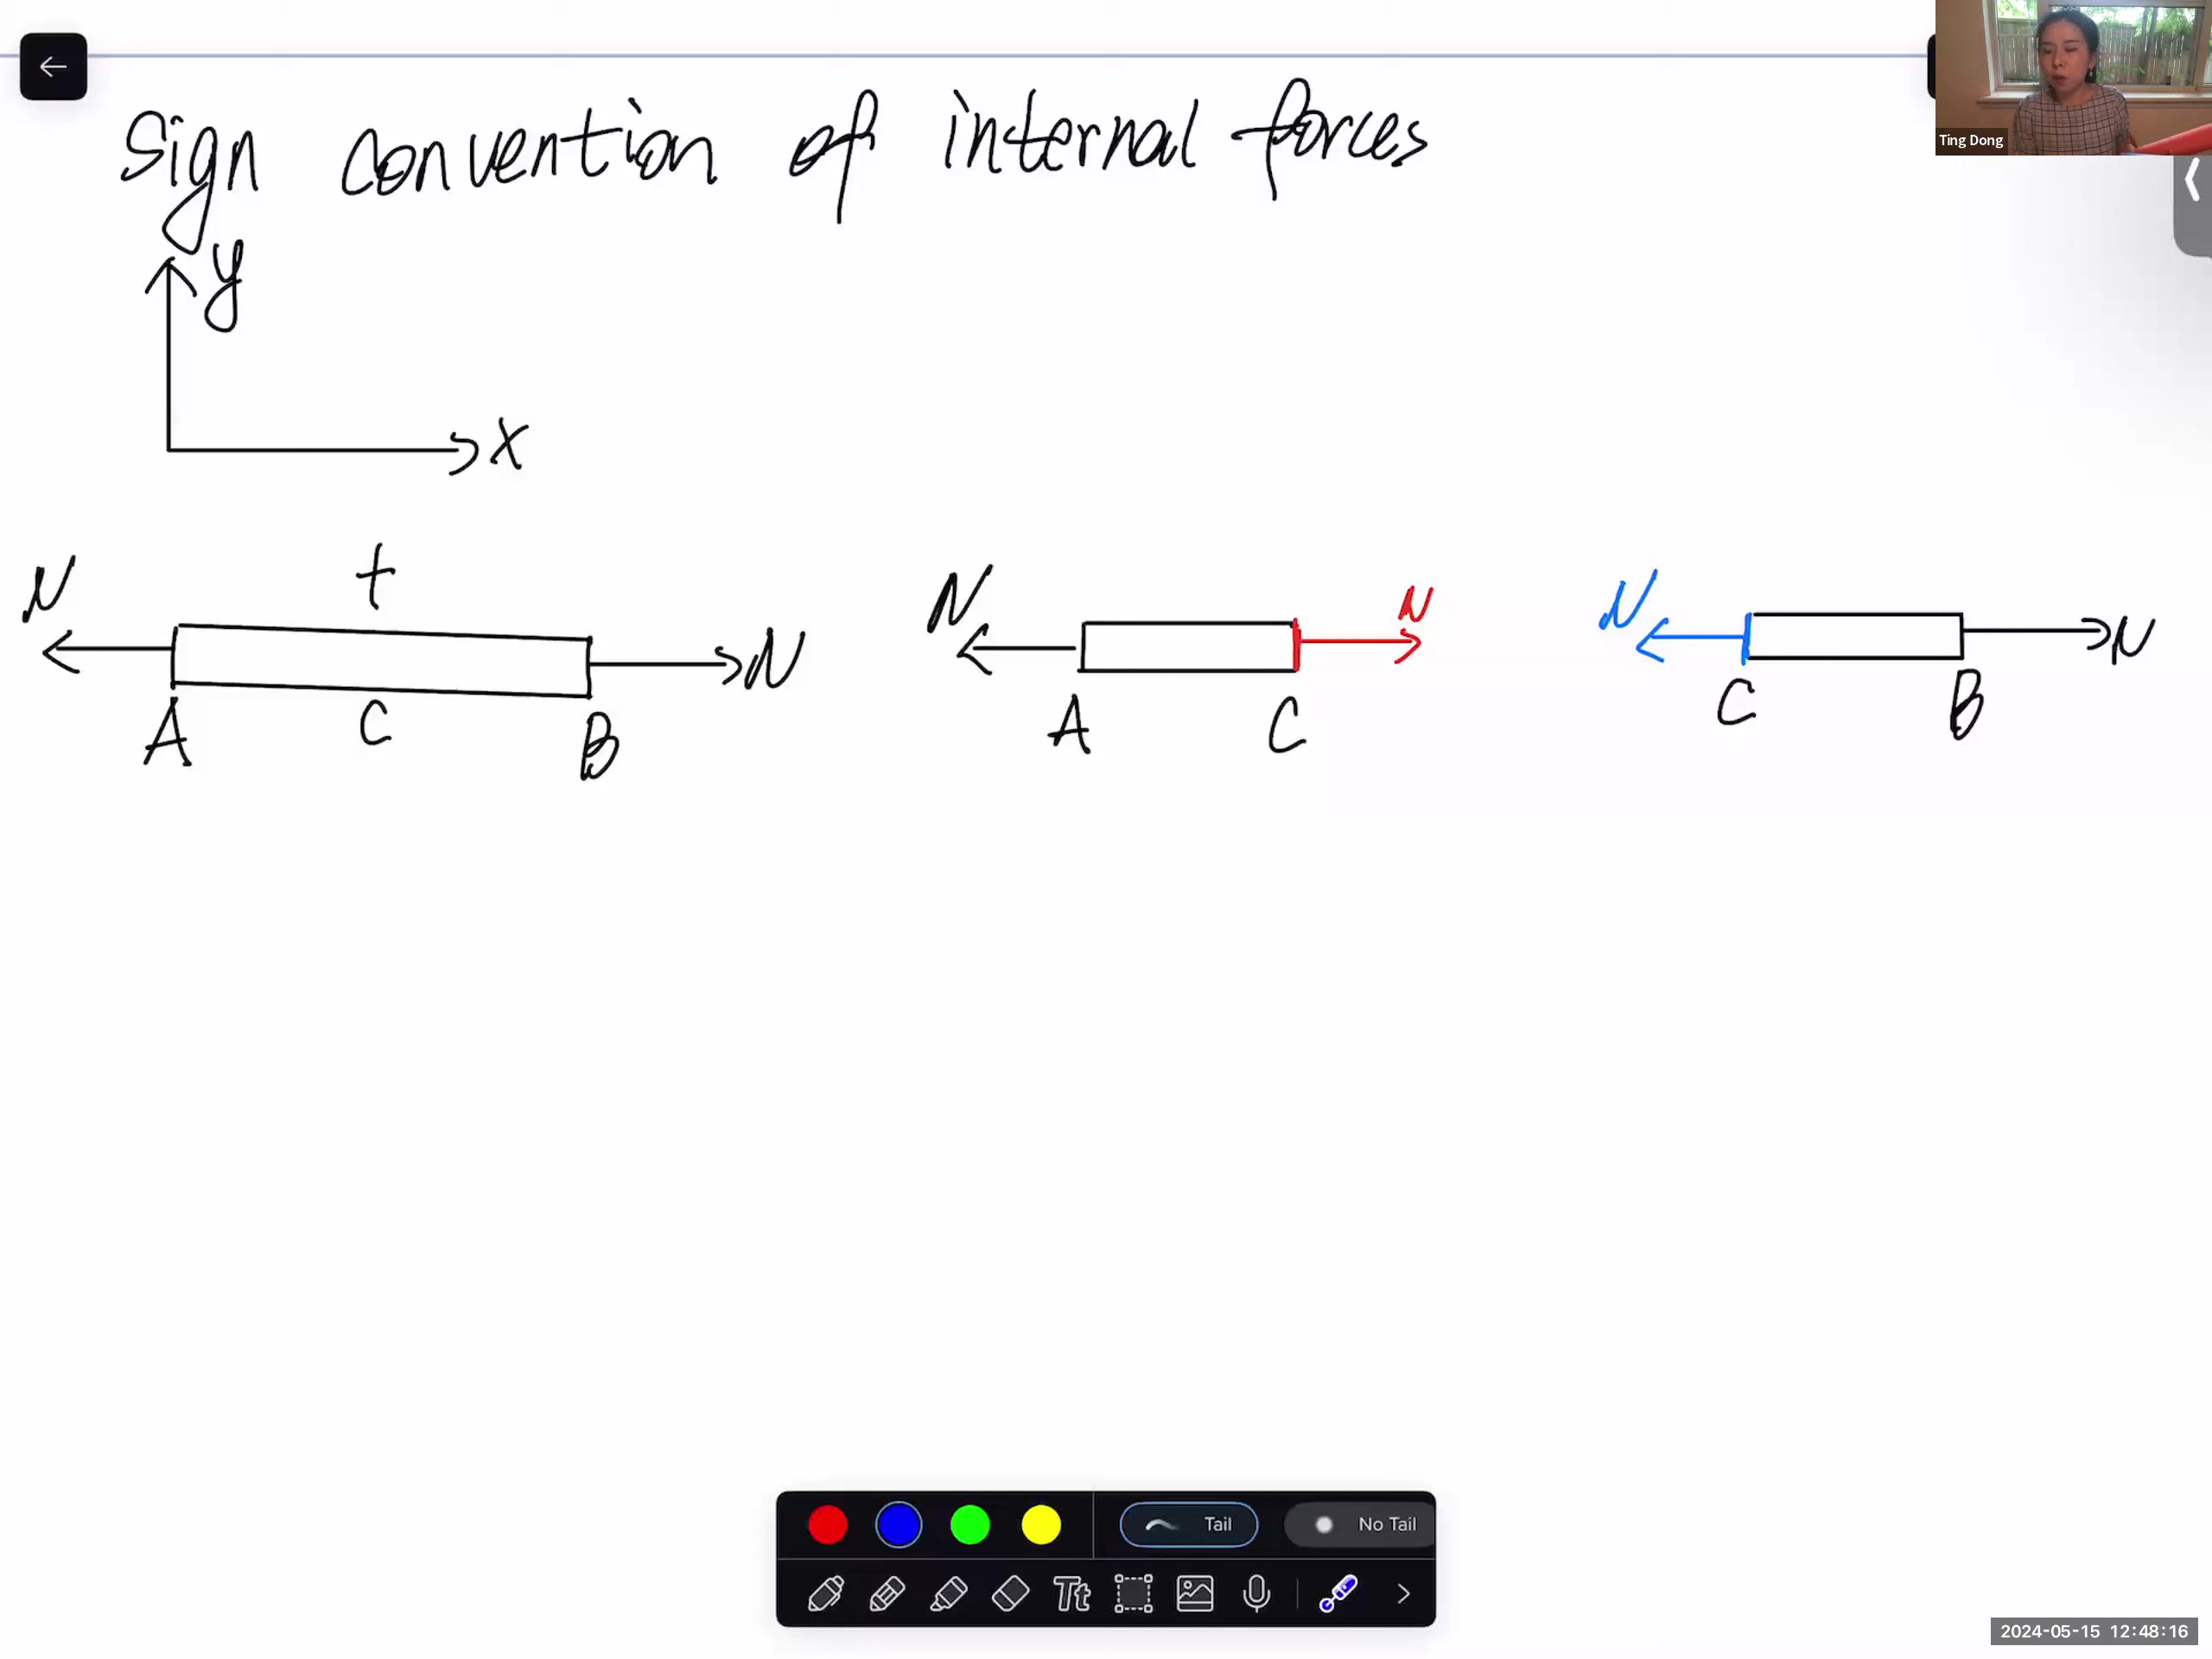 Ting Dong
Sign convention of internal forces
y
x
N + N
A C B
N N
A C
N N
C B
Tail No Tail
Tt
2024-05-15 12:48:16